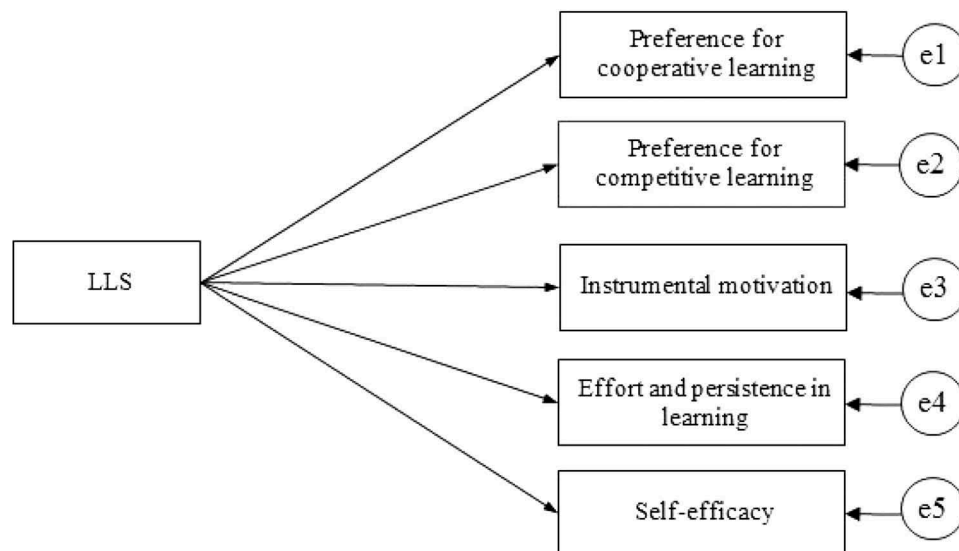 Preference for
cooperative learning
e1
Preference for
competitive learning
e2
LLS
Instrumental motivation
e3
Effort and persistence in
learning
e4
Self-efficacy
e5